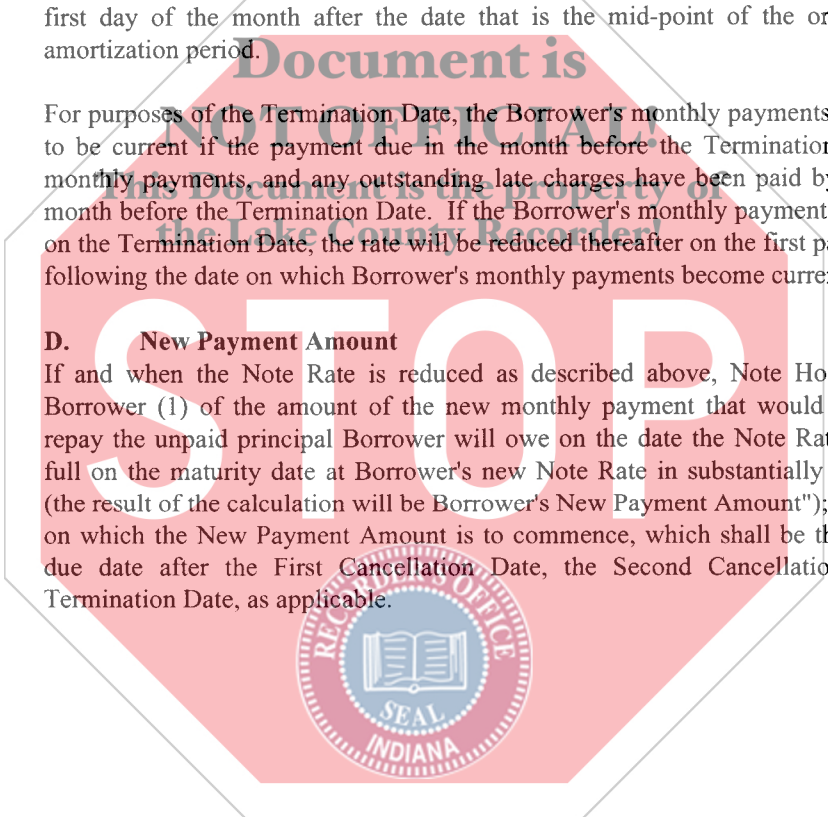 first day of the month after the date that is the mid-point of the or
amortization period.
Document is
For purposes of the Termination Date, the Borrower's monthly payments
NOT OFFICIAL!
to be current if the payment due in the month before the Termination
monthly payments, and any outstanding late charges have been paid by
This Document is the property of
month before the Termination Date. If the Borrower's monthly payment
the Lake County Recorder!
on the Termination Date, the rate will be reduced thereafter on the first pa
following the date on which Borrower's monthly payments become curre
STOP
D. New Payment Amount
If and when the Note Rate is reduced as described above, Note Ho
Borrower (1) of the amount of the new monthly payment that would
repay the unpaid principal Borrower will owe on the date the Note Rat
full on the maturity date at Borrower's new Note Rate in substantially
(the result of the calculation will be Borrower's New Payment Amount");
on which the New Payment Amount is to commence, which shall be th
due date after the First Cancellation Date, the Second Cancellatio
Termination Date, as applicable.
RECORDER'S OFFICE
SEAL
INDIANA